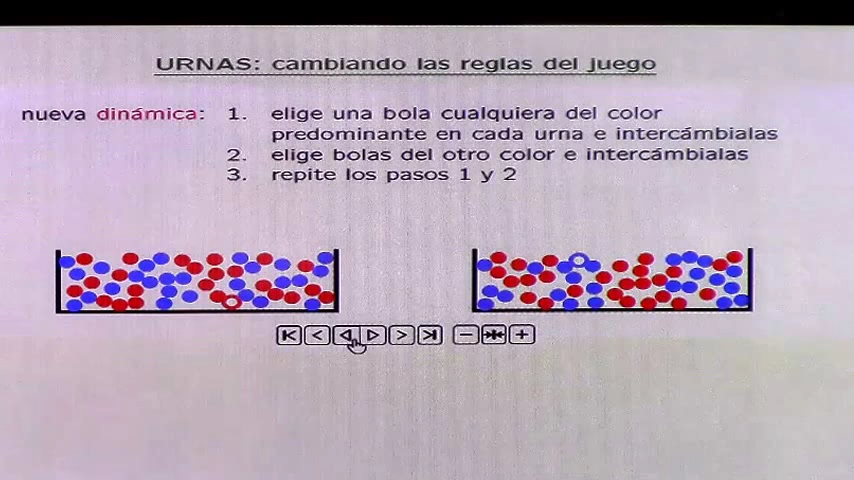 URNAS: cambiando las reglas del juego
nueva dinámica: 1. elige una bola cualquiera del color
predominante en cada urna e intercámbialas
2. elige bolas del otro color e intercámbialas
3. repite los pasos 1 y 2